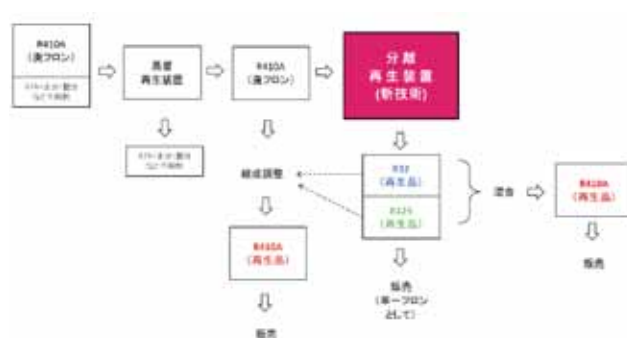 R410A
(廃フロン)
再生装置
R410A
(廃フロン)
分離
再生装置
(新技術)
組成調整
R32
(再生品)
R125
(再生品)
混合
R410A
(再生品)
販売
R410A
(再生品)
販売
販売
(単一フロン
として)